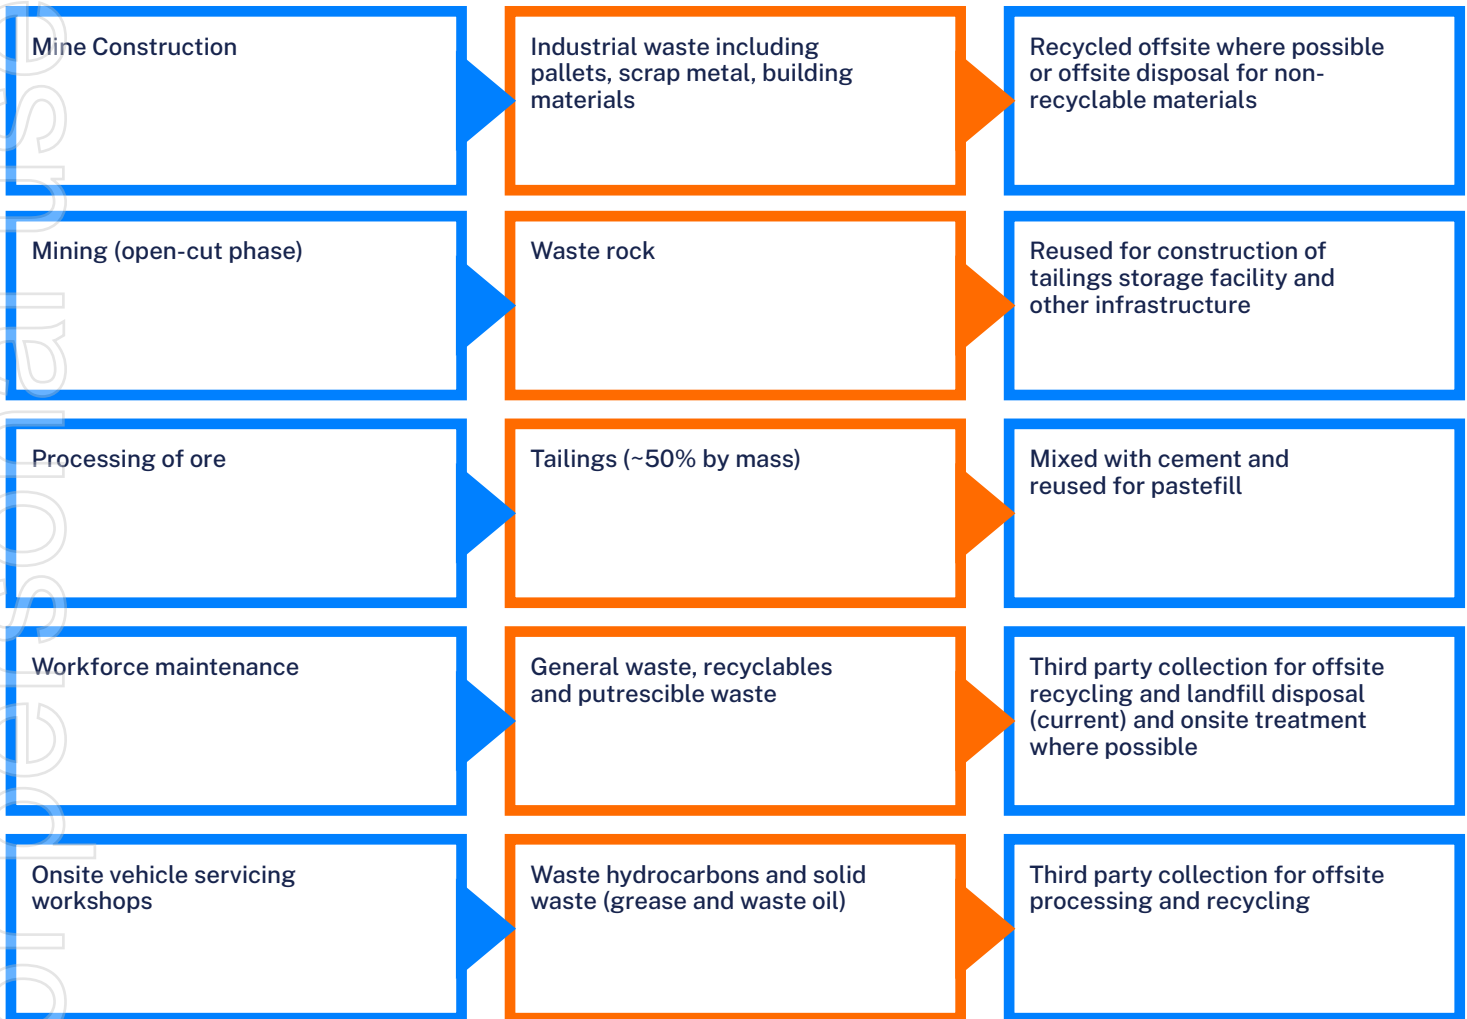 Mine Construction
Industrial waste including
pallets, scrap metal, building
materials
Recycled offsite where possible
or offsite disposal for non-
recyclable materials
Mining (open-cut phase)
Waste rock
Reused for construction of
tailings storage facility and
other infrastructure
Processing of ore
Tailings (~50% by mass)
Mixed with cement and
reused for pastefill
Workforce maintenance
General waste, recyclables
and putrescible waste
Third party collection for offsite
recycling and landfill disposal
(current) and onsite treatment
where possible
Onsite vehicle servicing
workshops
Waste hydrocarbons and solid
waste (grease and waste oil)
Third party collection for offsite
processing and recycling
or personal use